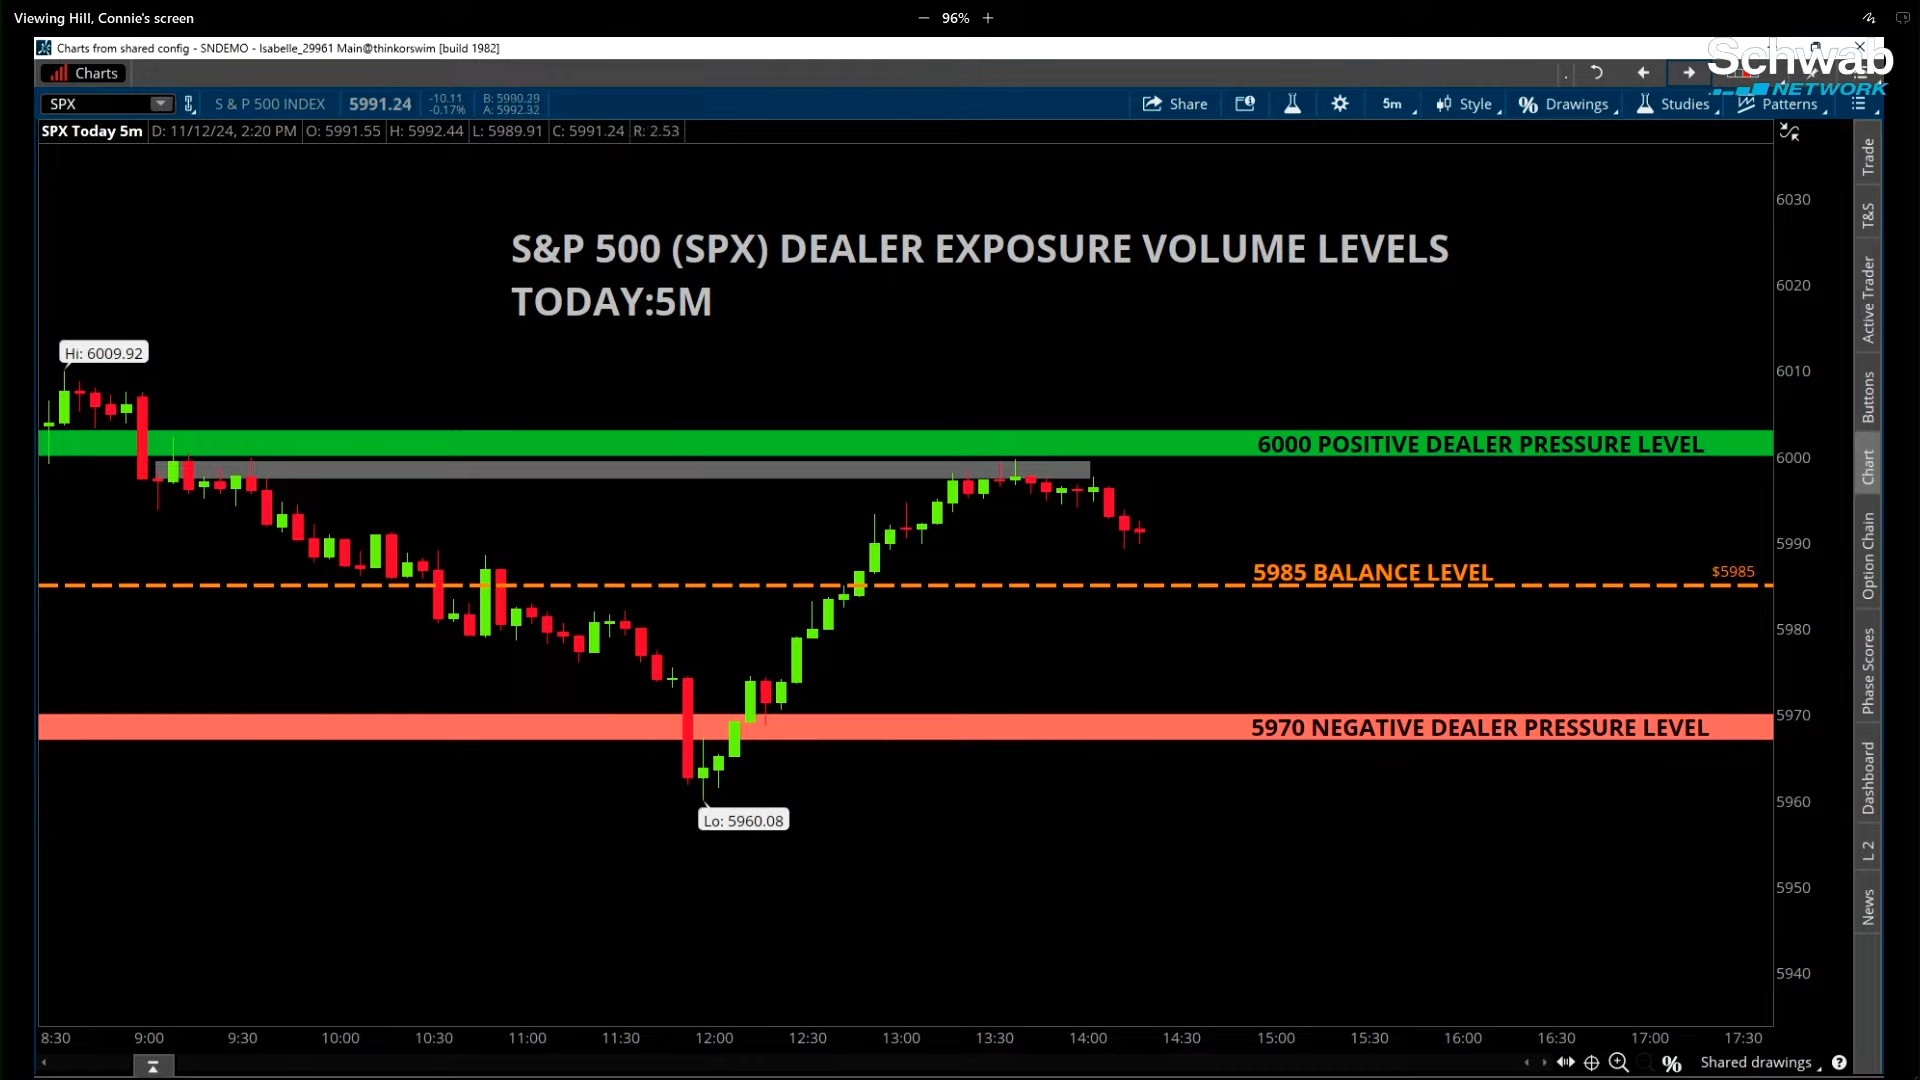 Viewing Hill, Connie's screen
96%
Charts from shared config - SNDEMO - Isabelle_29961 Main@thinkorswim [build 1982]
Schwab
NETWORK
Charts
SPX
S & P 500 INDEX
5991.24
-10.11
-0.17%
B: 5990.29
A: 5992.32
Share
5m
Style
Drawings
Studies
Patterns
SPX Today 5m
D: 11/12/24, 2:20 PM
O: 5991.55
H: 5992.44
L: 5989.91
C: 5991.24
R: 2.53
S&P 500 (SPX) DEALER EXPOSURE VOLUME LEVELS
TODAY:5M
Hi: 6009.92
6000 POSITIVE DEALER PRESSURE LEVEL
5985 BALANCE LEVEL
$5985
5970 NEGATIVE DEALER PRESSURE LEVEL
Lo: 5960.08
6030
6020
6010
6000
5990
5980
5970
5960
5950
5940
Trade
T&S
Active Trader
Buttons
Chart
Option Chain
Phase Scores
Dashboard
L 2
News
8:30 9:00 9:30 10:00 10:30 11:00 11:30 12:00 12:30 13:00 13:30 14:00 14:30 15:00 15:30 16:00 16:30 17:00 17:30
Shared drawings